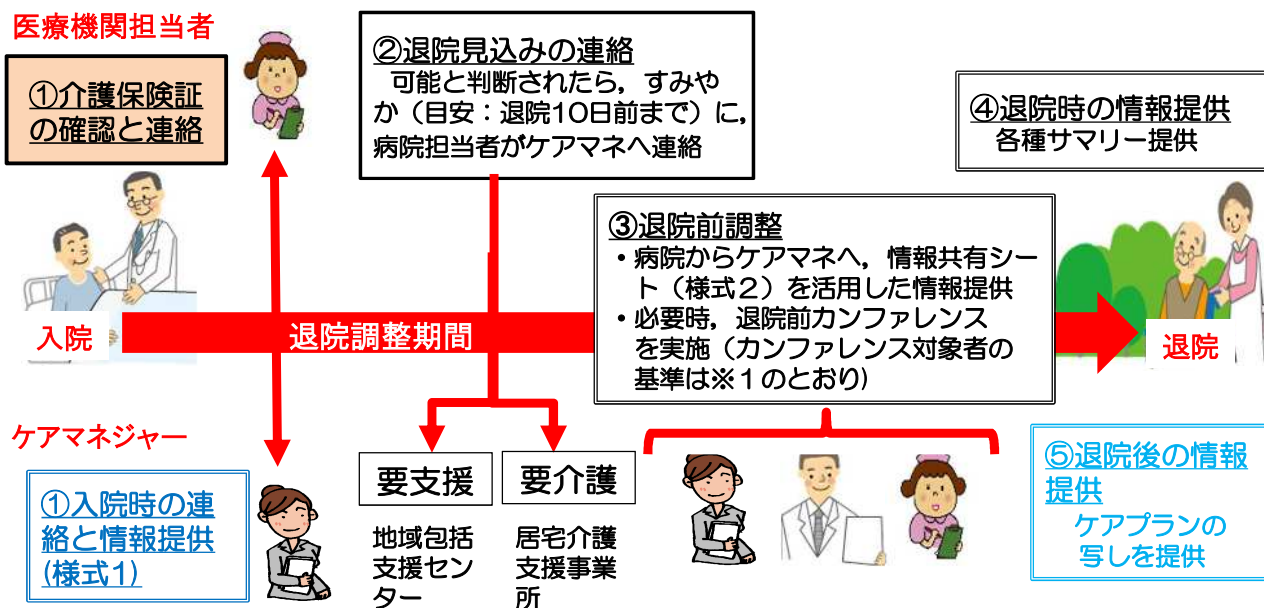 医療機関担当者
①介護保険証
の確認と連絡
②退院見込みの連絡
可能と判断されたら，すみや
か（目安：退院10日前まで）に，
病院担当者がケアマネへ連絡
④退院時の情報提供
各種サマリー提供
③退院前調整
・病院からケアマネへ，情報共有シー
ト（様式２）を活用した情報提供
・必要時，退院前カンファレンス
を実施（カンファレンス対象者の
基準は※１のとおり）
入院
退院調整期間
退院
ケアマネジャー
①入院時の連
絡と情報提供
(様式1)
要支援
地域包括
支援セン
ター
要介護
居宅介護
支援事業
所
⑤退院後の情報
提供
ケアプランの
写しを提供